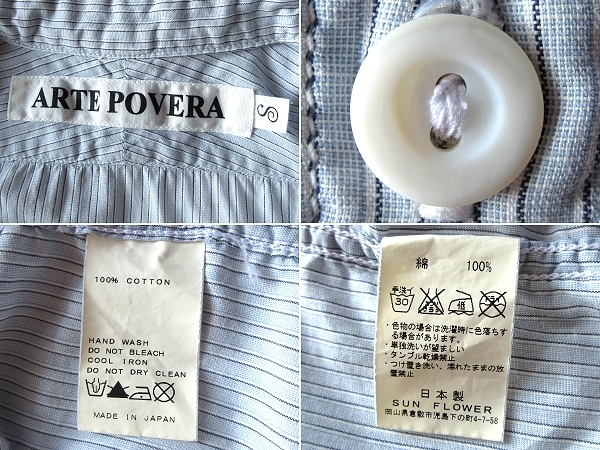 ARTE POVERA
S
100% COTTON
HAND WASH
DO NOT BLEACH
COOL IRON
DO NOT DRY CLEAN
MADE IN JAPAN
綿 100%
手洗イ
30
・色物の場合は洗濯時に色落ちす
る場合があります。
・単独洗いが望ましい
・タンブル乾燥禁止
・つけ置き洗い、濡れたままの放
置禁止
日本製
SUN FLOWER
岡山県倉敷市児島下の町4-7-58